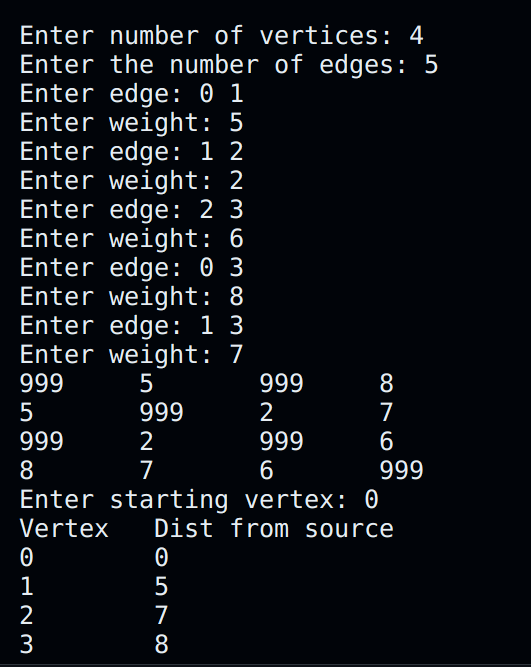 Enter number of vertices: 4
Enter the number of edges: 5
Enter edge: 0 1
Enter weight: 5
Enter edge: 1 2
Enter weight: 2
Enter edge: 2 3
Enter weight: 6
Enter edge: 0 3
Enter weight: 8
Enter edge: 1 3
Enter weight: 7
999 5 999 8
5 999 2 7
999 2 999 6
8 7 6 999
Enter starting vertex: 0
Vertex Dist from source
0 0
1 5
2 7
3 8